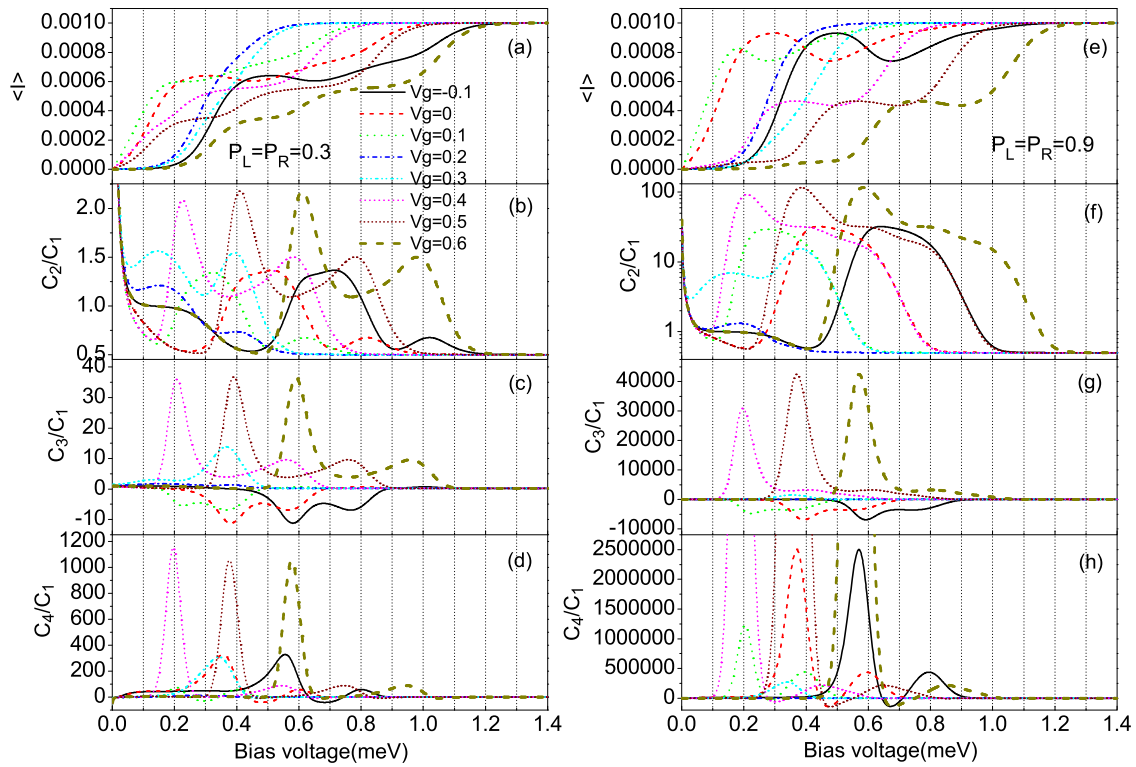 0.0010
0.0008
0.0006
0.0004
0.0002
0.0000
<I>
(a)
P_L=P_R=0.3
Vg=-0.1
Vg=0
Vg=0.1
Vg=0.2
Vg=0.3
Vg=0.4
Vg=0.5
Vg=0.6
2.0
1.5
1.0
0.5
C_2/C_1
(b)
40
30
20
10
0
-10
C_3/C_1
(c)
1200
1000
800
600
400
200
0
C_4/C_1
(d)
0.0 0.2 0.4 0.6 0.8 1.0 1.2 1.4
Bias voltage(meV)
0.0010
0.0008
0.0006
0.0004
0.0002
0.0000
<I>
(e)
P_L=P_R=0.9
100
10
1
C_2/C_1
(f)
40000
30000
20000
10000
0
-10000
C_3/C_1
(g)
2500000
2000000
1500000
1000000
500000
0
C_4/C_1
(h)
0.0 0.2 0.4 0.6 0.8 1.0 1.2 1.4
Bias voltage(meV)